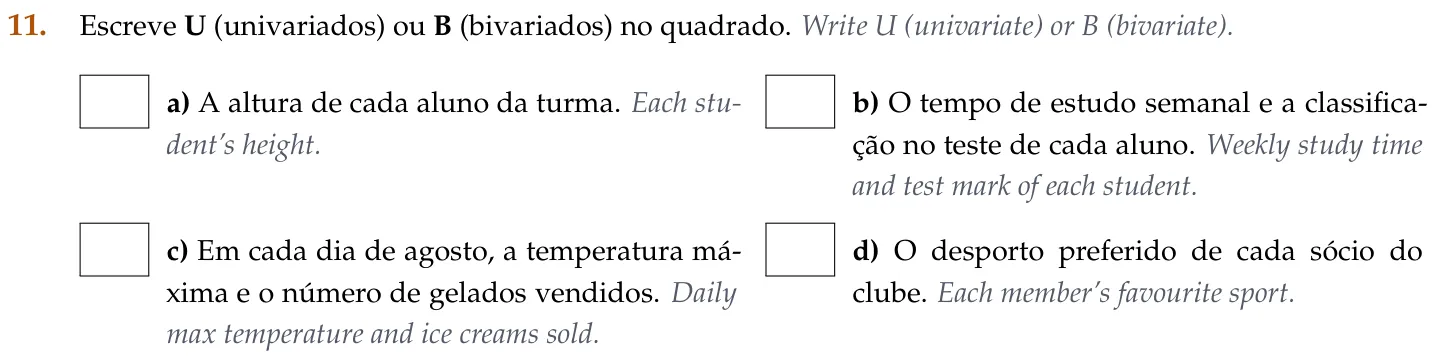 11. Escreve U (univariados) ou B (bivariados) no quadrado. Write U (univariate) or B (bivariate).
a) A altura de cada aluno da turma. Each stu-
dent's height.
b) O tempo de estudo semanal e a classifica-
ção no teste de cada aluno. Weekly study time
and test mark of each student.
c) Em cada dia de agosto, a temperatura má-
xima e o número de gelados vendidos. Daily
max temperature and ice creams sold.
d) O desporto preferido de cada sócio do
clube. Each member's favourite sport.